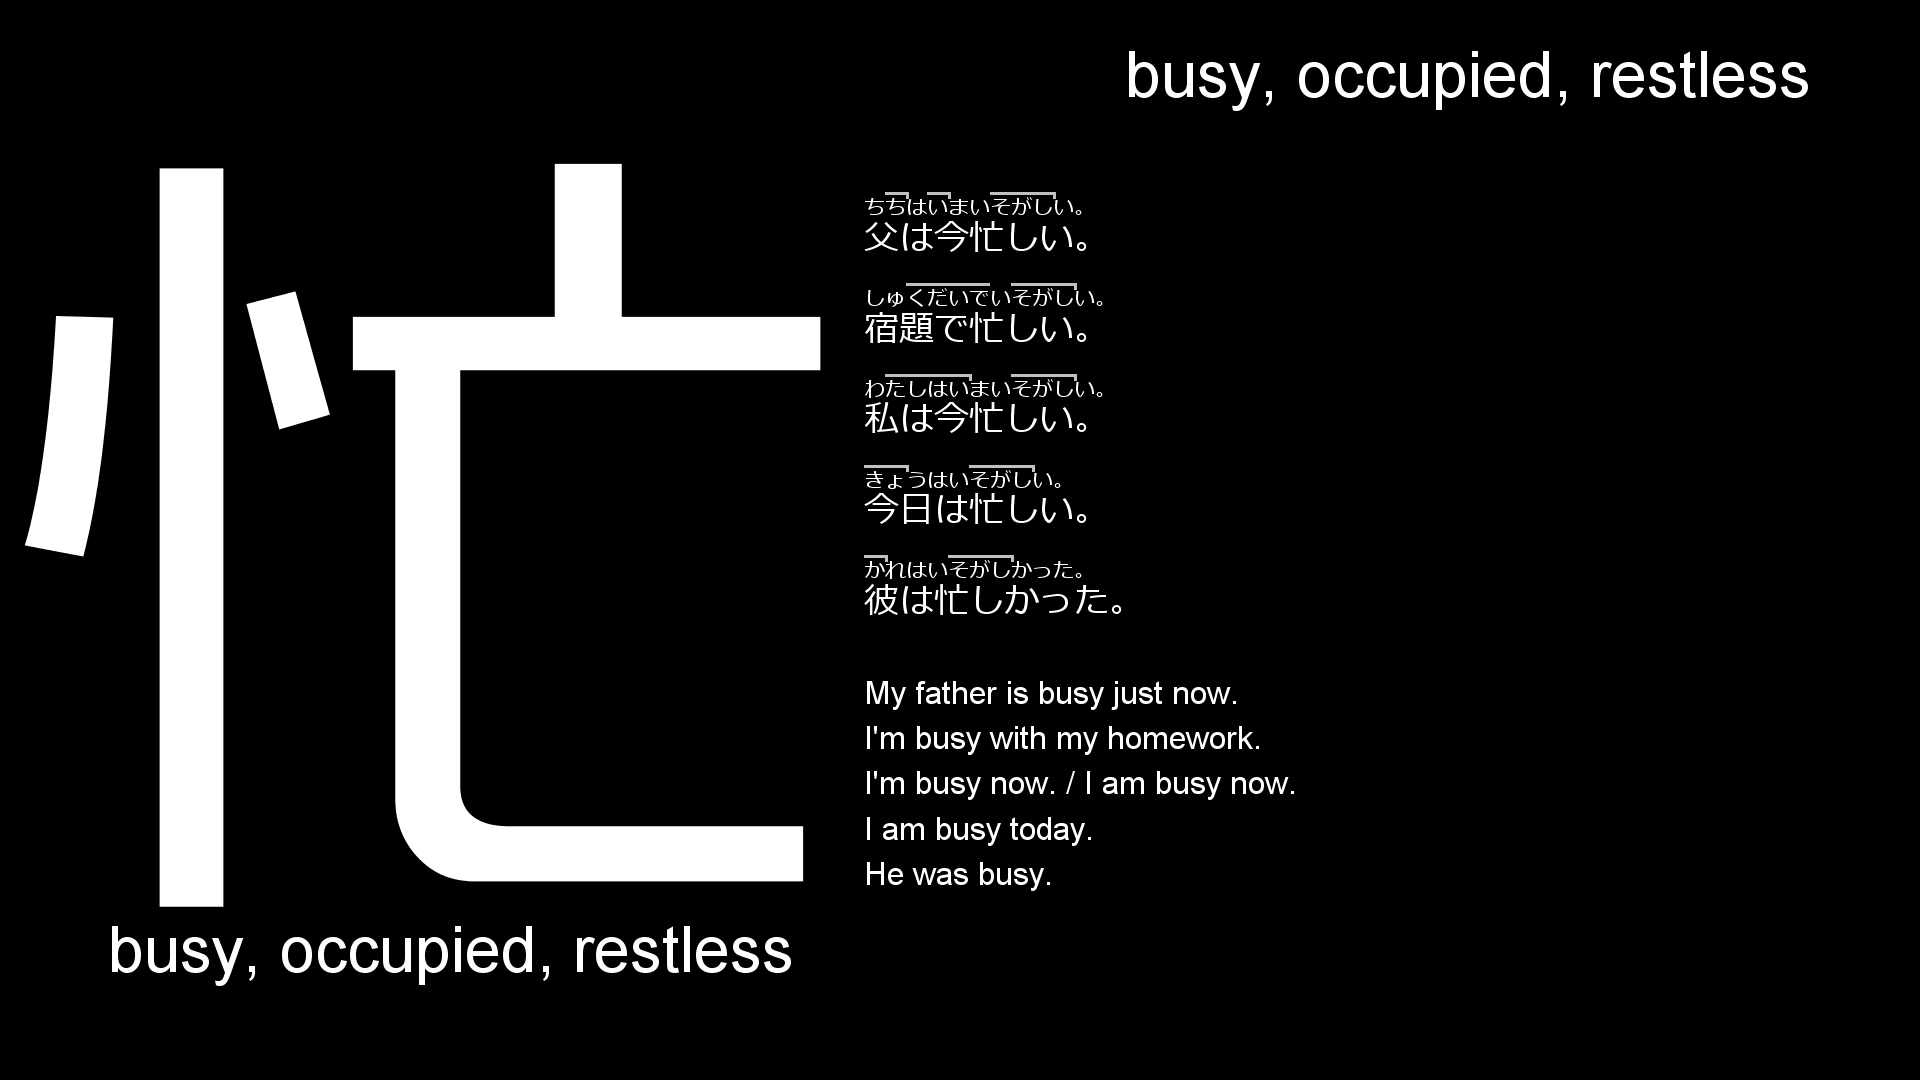 busy, occupied, restless
忙
busy, occupied, restless
ちちはいまいそがしい。
父は今忙しい。
しゅくだいでいそがしい。
宿題で忙しい。
わたしはいまいそがしい。
私は今忙しい。
きょうはいそがしい。
今日は忙しい。
かれはいそがしかった。
彼は忙しかった。
My father is busy just now.
I'm busy with my homework.
I'm busy now. / I am busy now.
I am busy today.
He was busy.